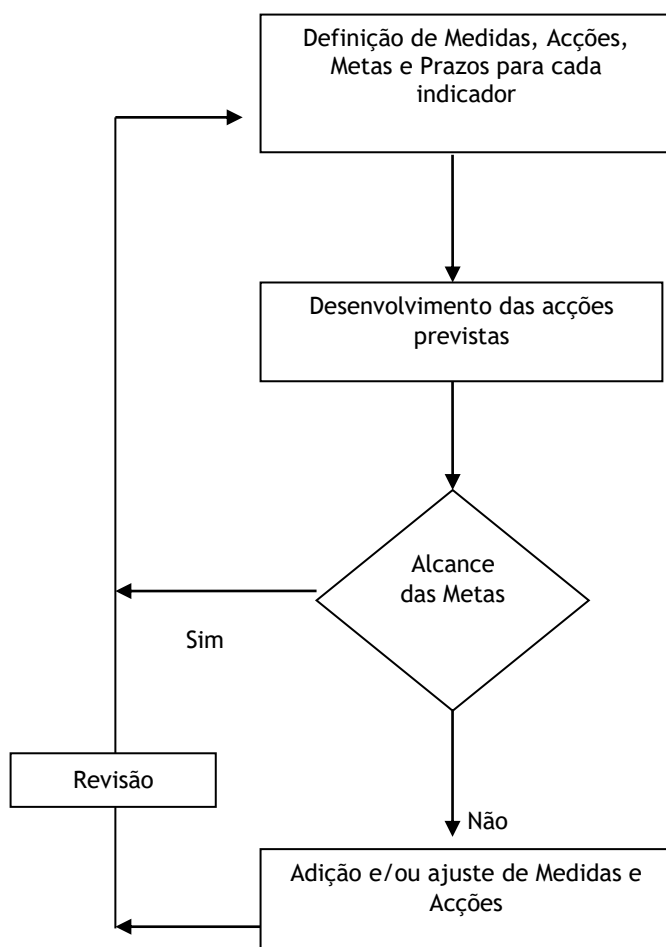 Definição de Medidas, Acções,
Metas e Prazos para cada
indicador
Desenvolvimento das acções
previstas
Alcance
das Metas
Sim
Revisão
Não
Adição e/ou ajuste de Medidas e
Acções